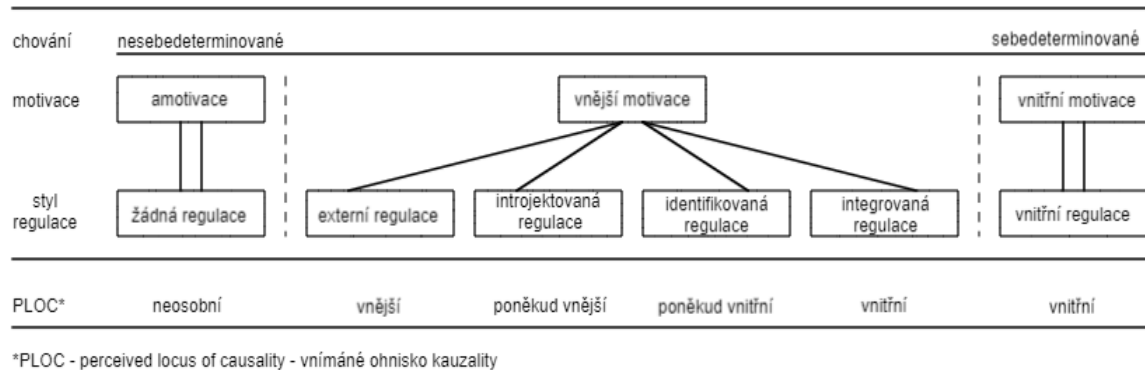 chování nesebedeterminované sebedeterminované
motivace amotivace vnější motivace vnitřní motivace
styl regulace
žádná regulace
externí regulace
introjektovaná regulace
identifikovaná regulace
integrovaná regulace
vnitřní regulace
PLOC* neosobní vnější poněkud vnější poněkud vnitřní vnitřní vnitřní
*PLOC - perceived locus of causality - vnímáné ohnisko kauzality